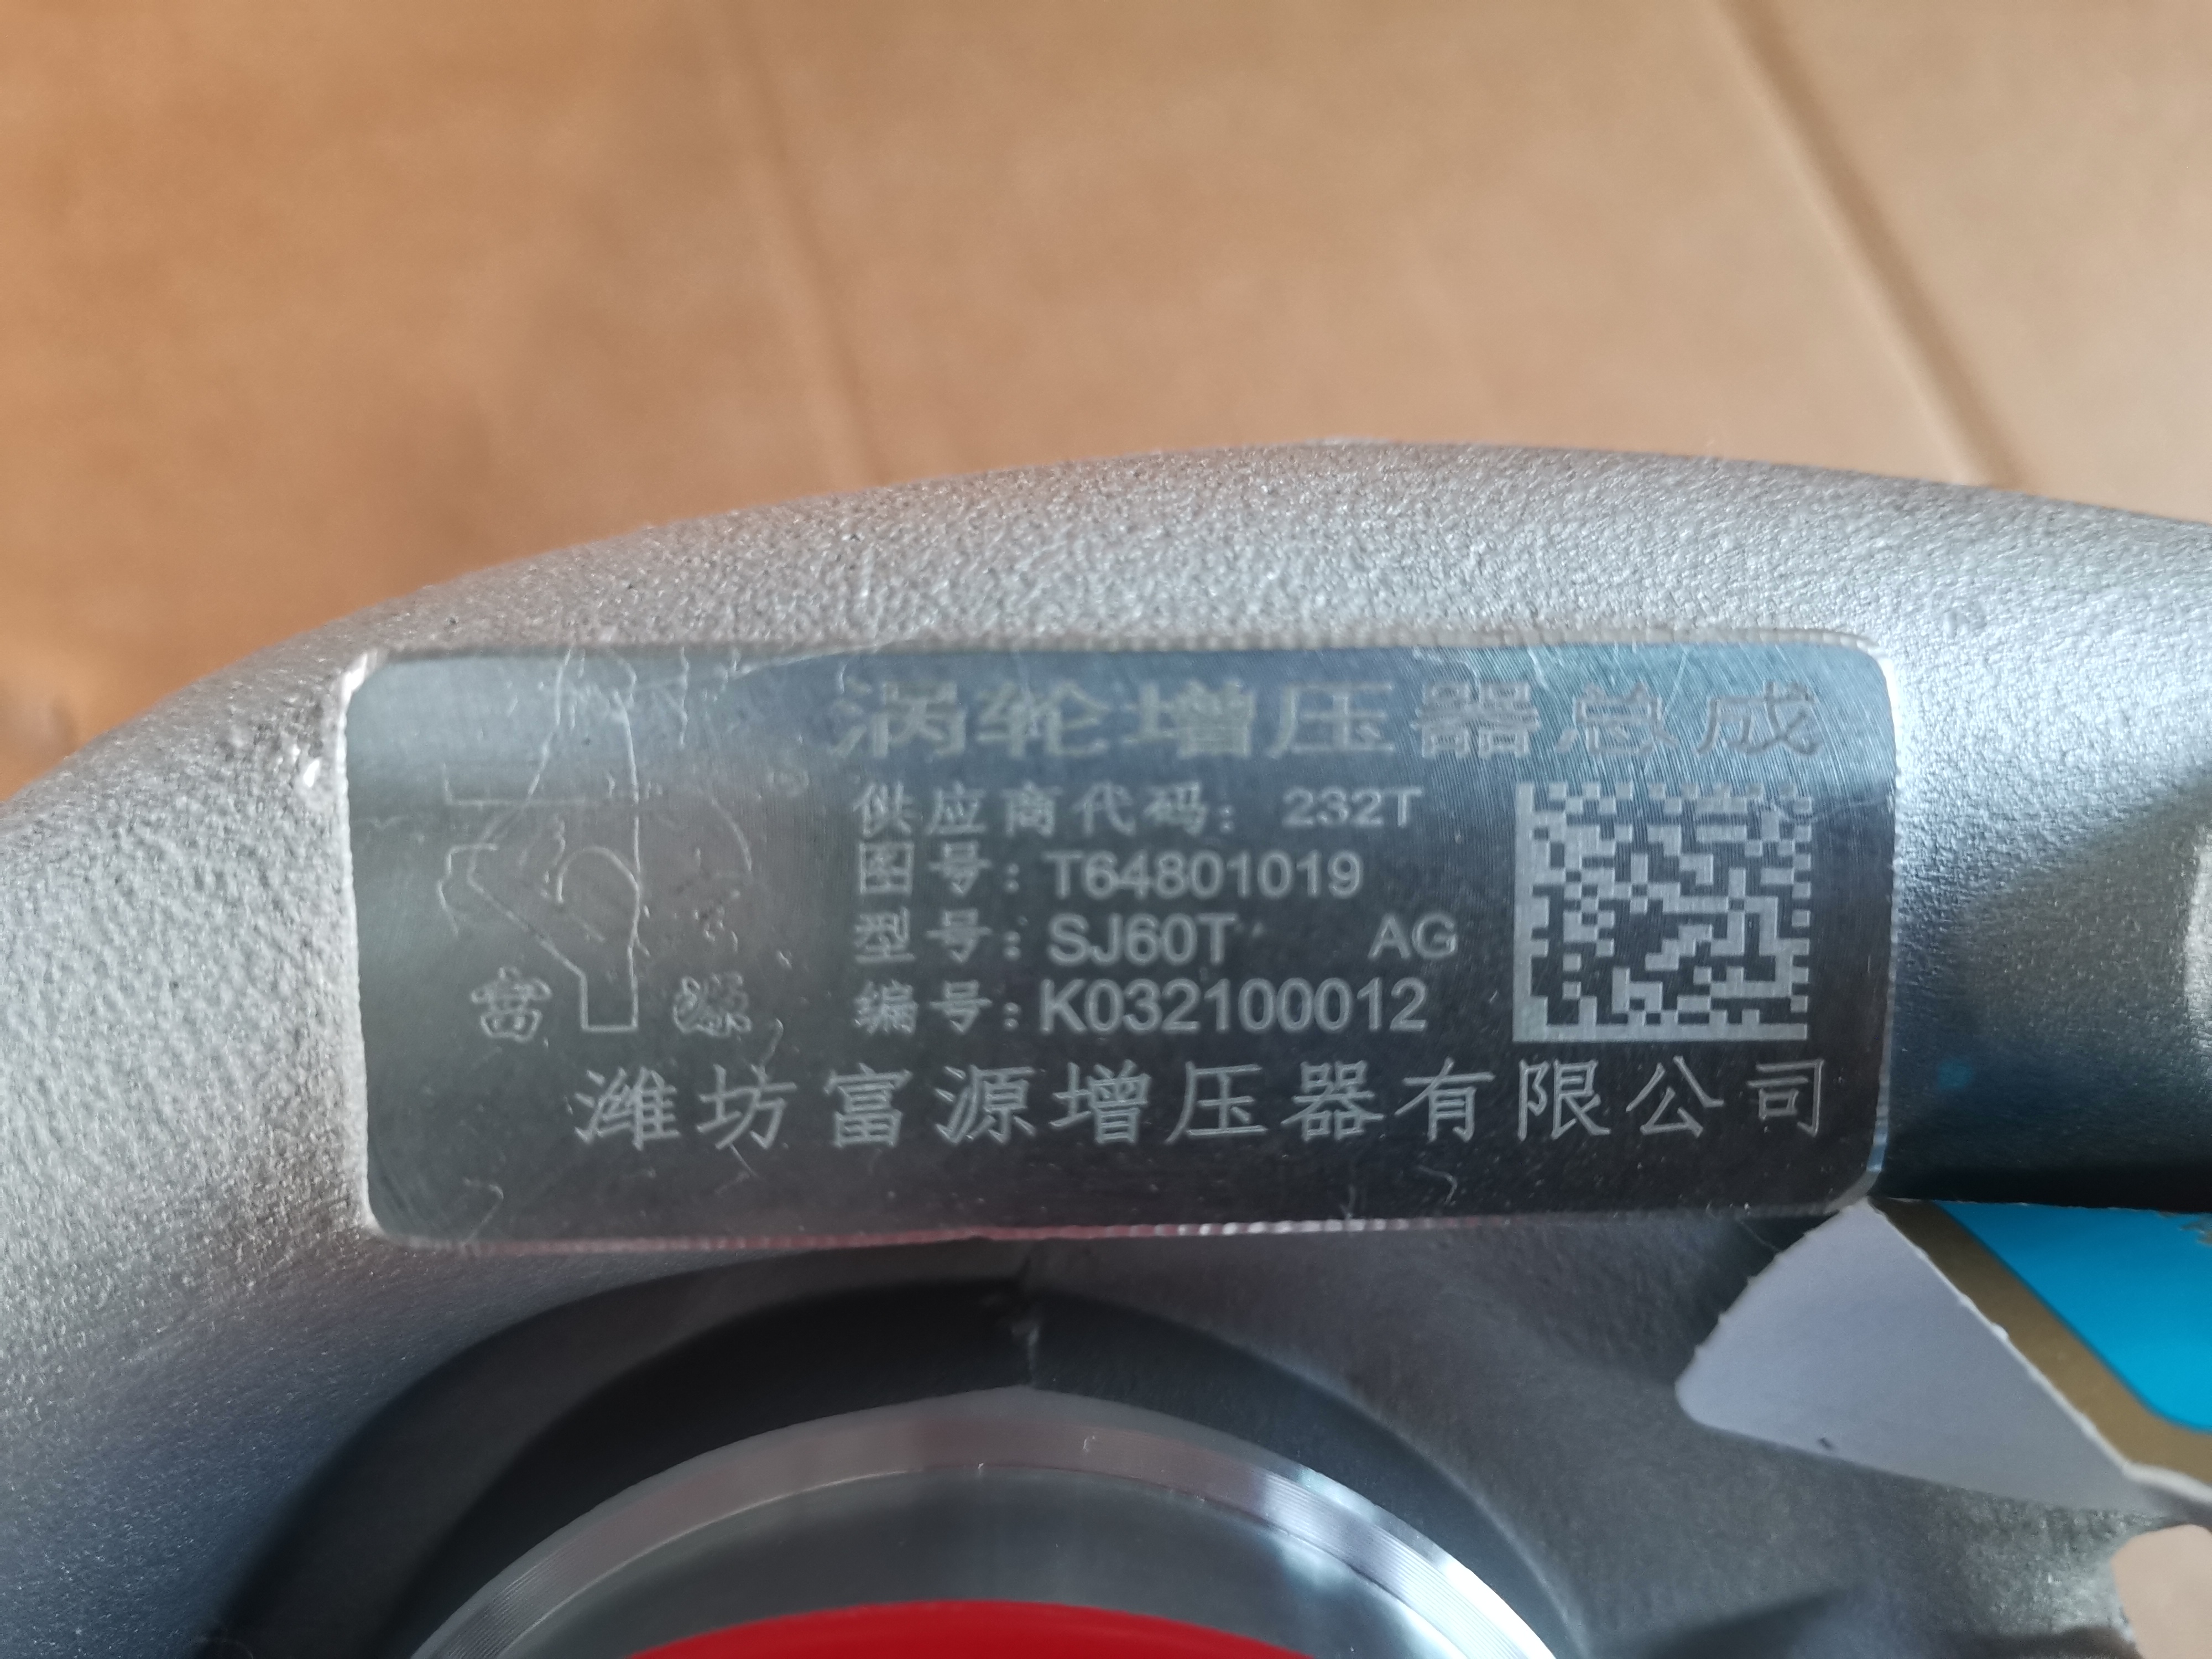 涡轮增压器总成
供应商代码: 232T
图号: T64801019
型号: SJ60T AG
编号: K032100012
富源
潍坊富源增压器有限公司